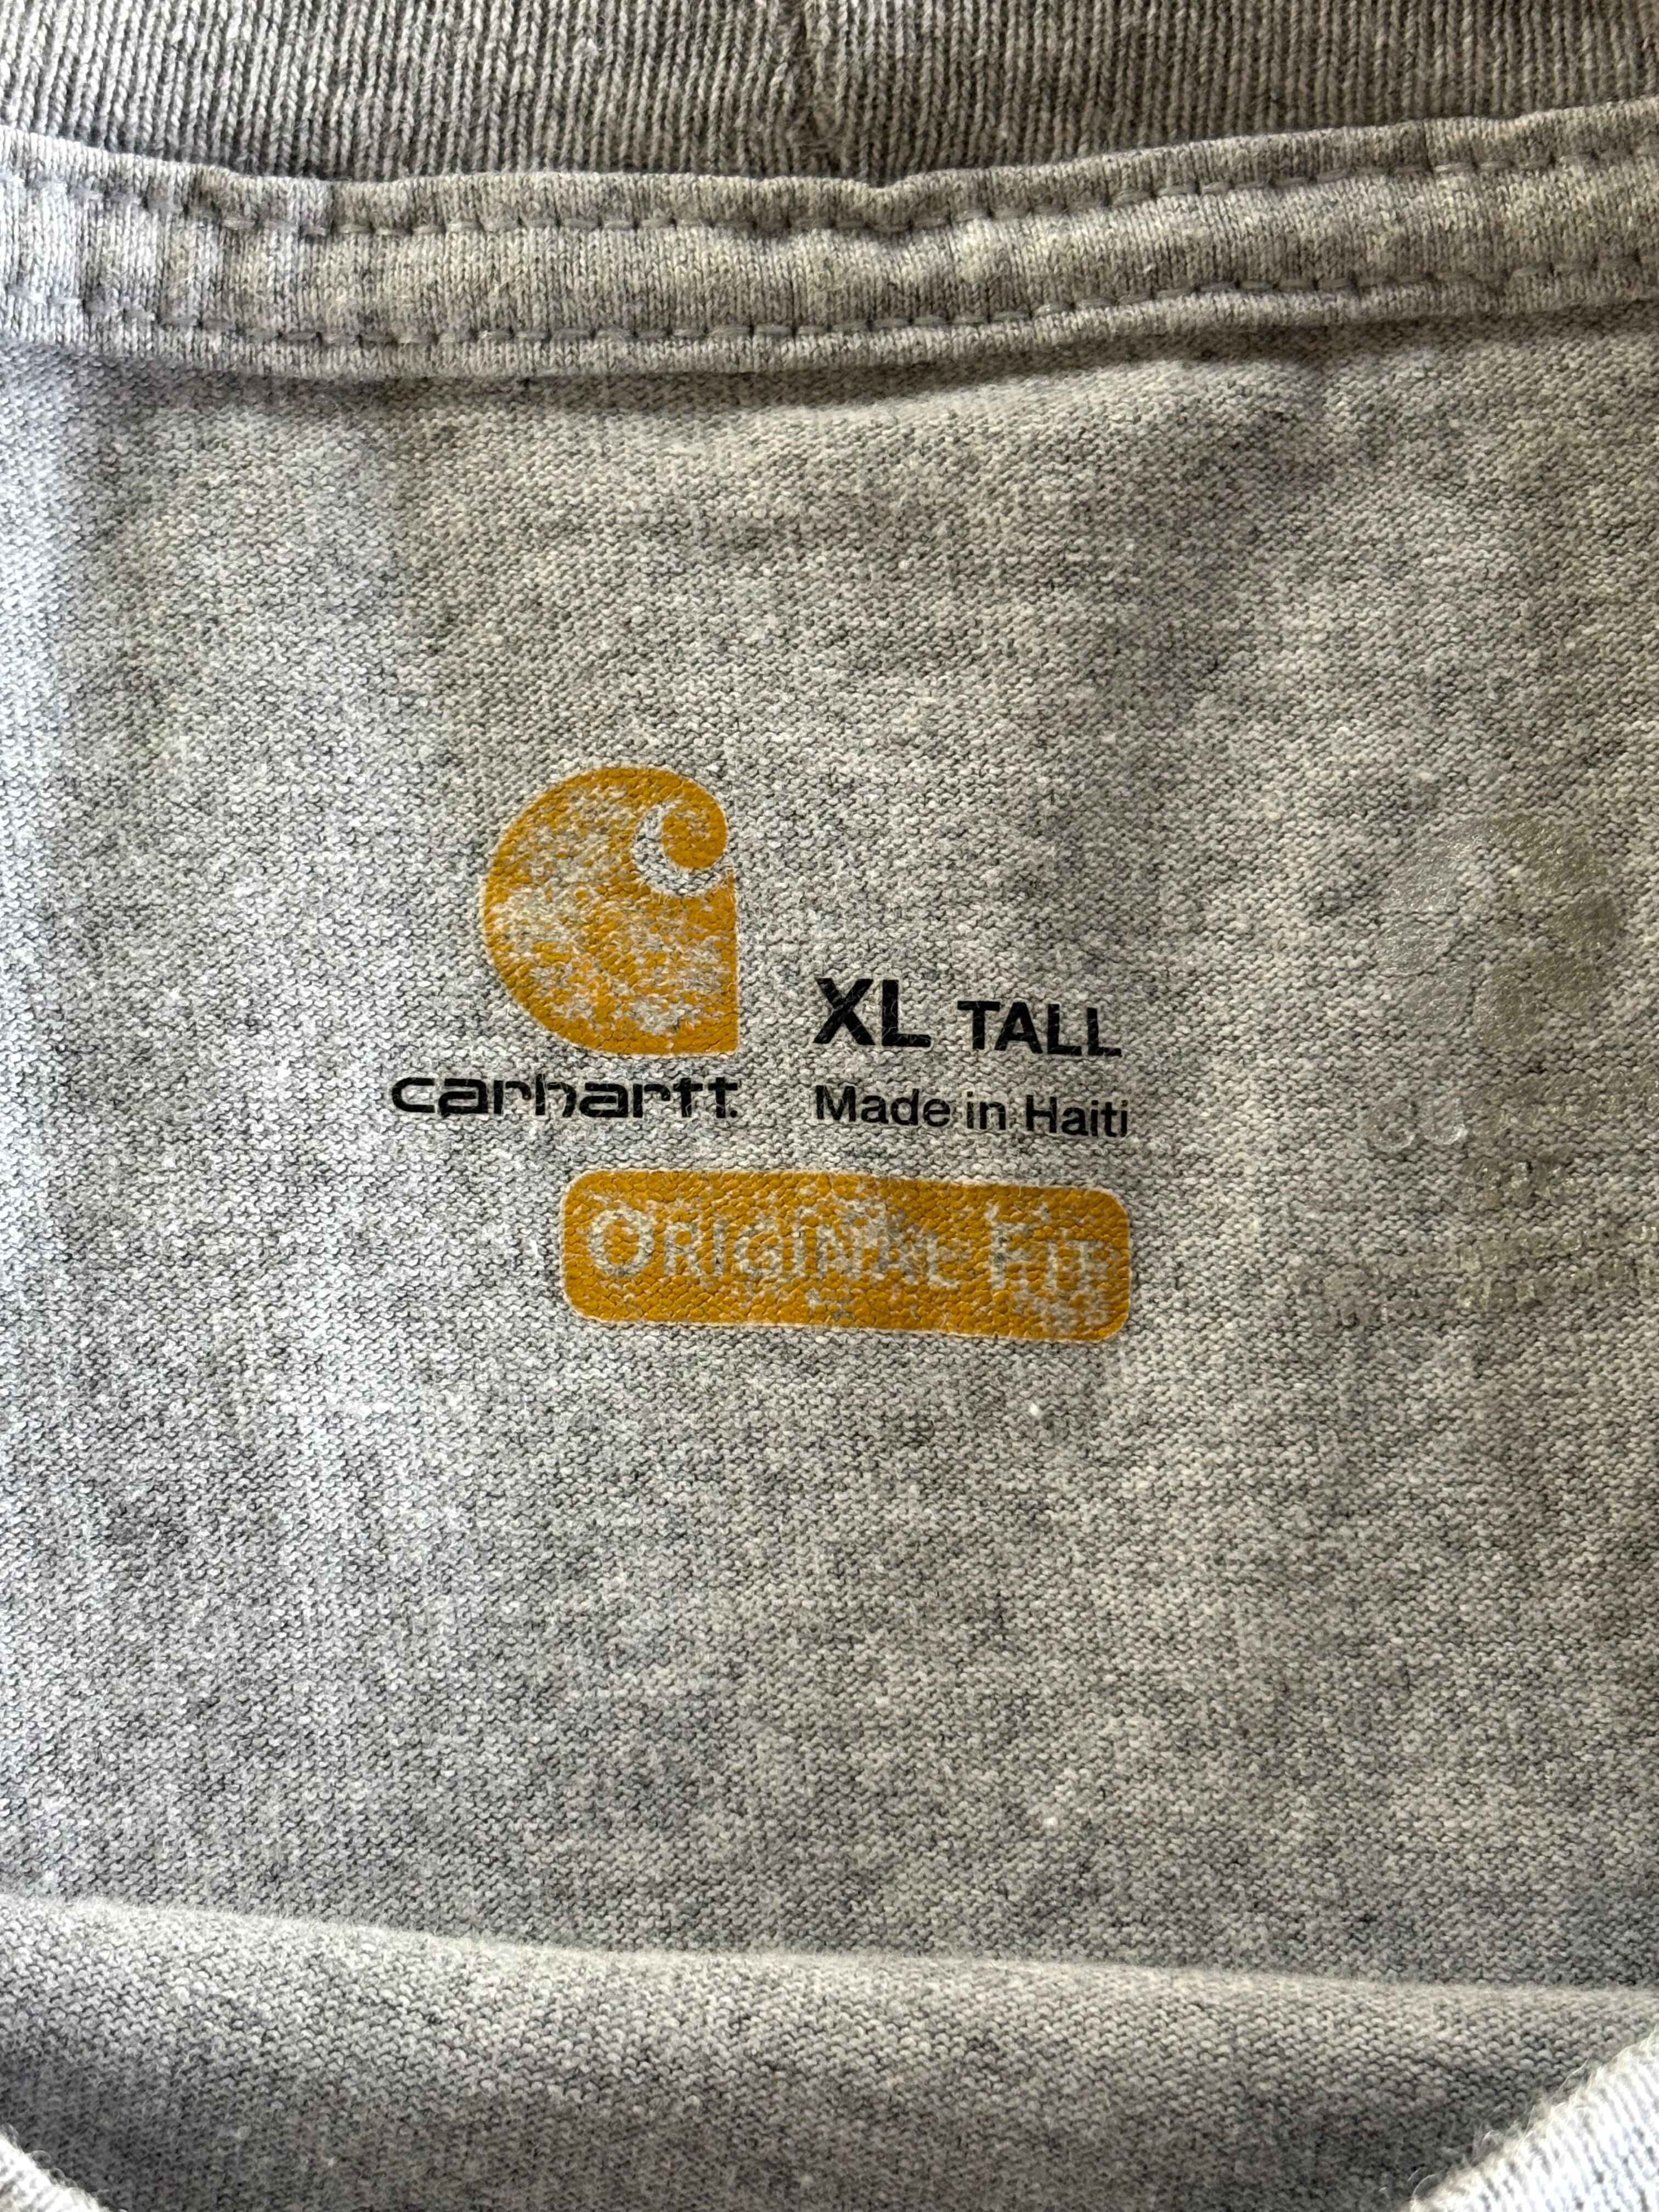 XL TALL
carhartt.
Made in Haiti
ORIGINAL FIT